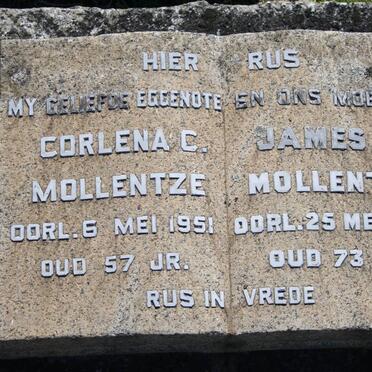 HIER RUS
MY GELIEFDE EGGENOTE EN ONS MOE
CORLENA C. JAMES
MOLLENTZE MOLLENT
OORL. 6 MEI 1951 OORL. 25 ME
OUD 57 JR. OUD 73
RUS IN VREDE